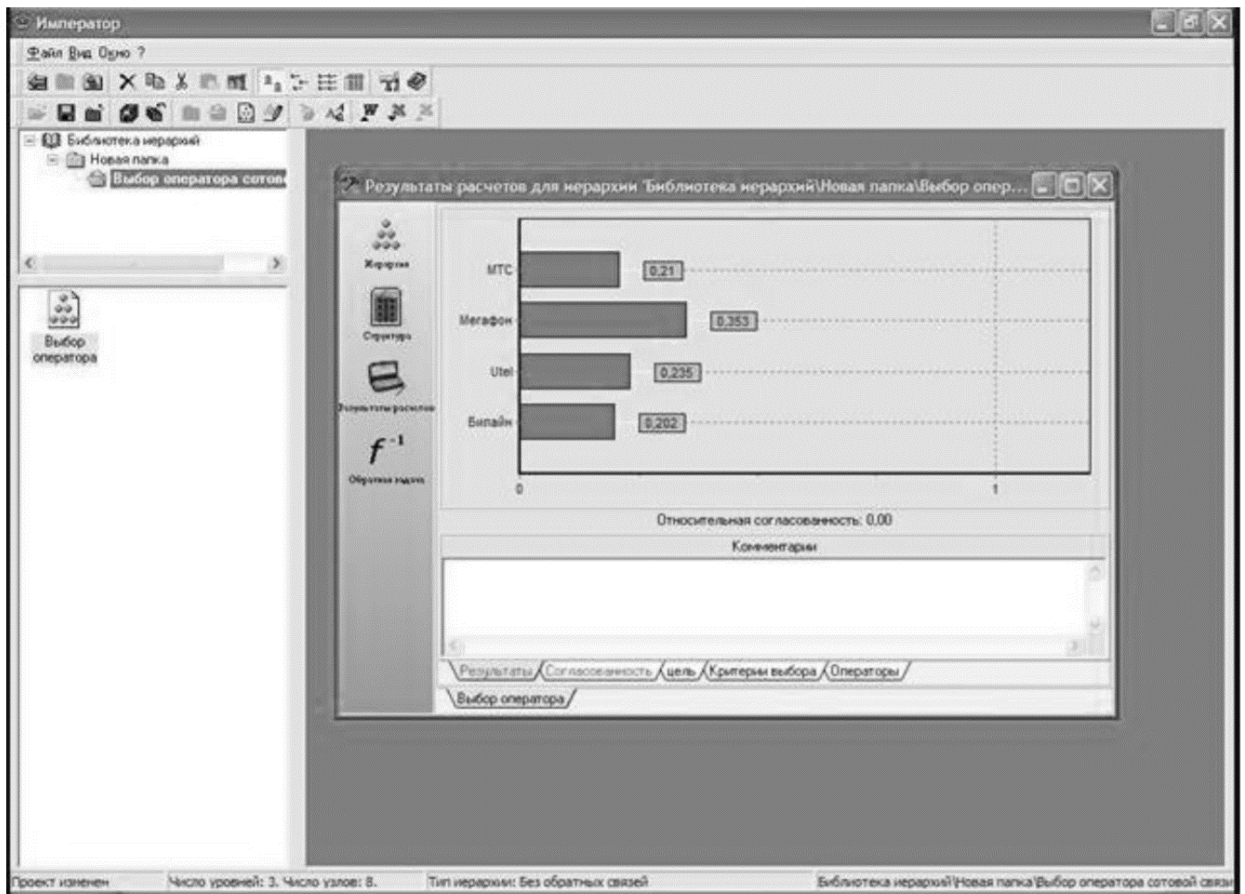 Император
Файл Вид Окно ?
Библиотека иерархий
Новая папка
Выбор оператора сотов
Выбор
оператора
Результаты расчетов для иерархии 'Библиотека иерархий\Новая папка\Выбор опер...
Иерархия
Структура
Результаты расчетов
f -1
Обратная задача
МТС 0,21
Мегафон 0,353
Utel 0,235
Билайн 0,202
0 1
Относительная согласованность: 0,00
Комментарии
Результаты Согласованность цель Критерии выбора Операторы
Выбор оператора
Проект изменен Число уровней: 3. Число узлов: 8. Тип иерархии: Без обратных связей Библиотека иерархий\Новая папка\Выбор оператора сотовой связи